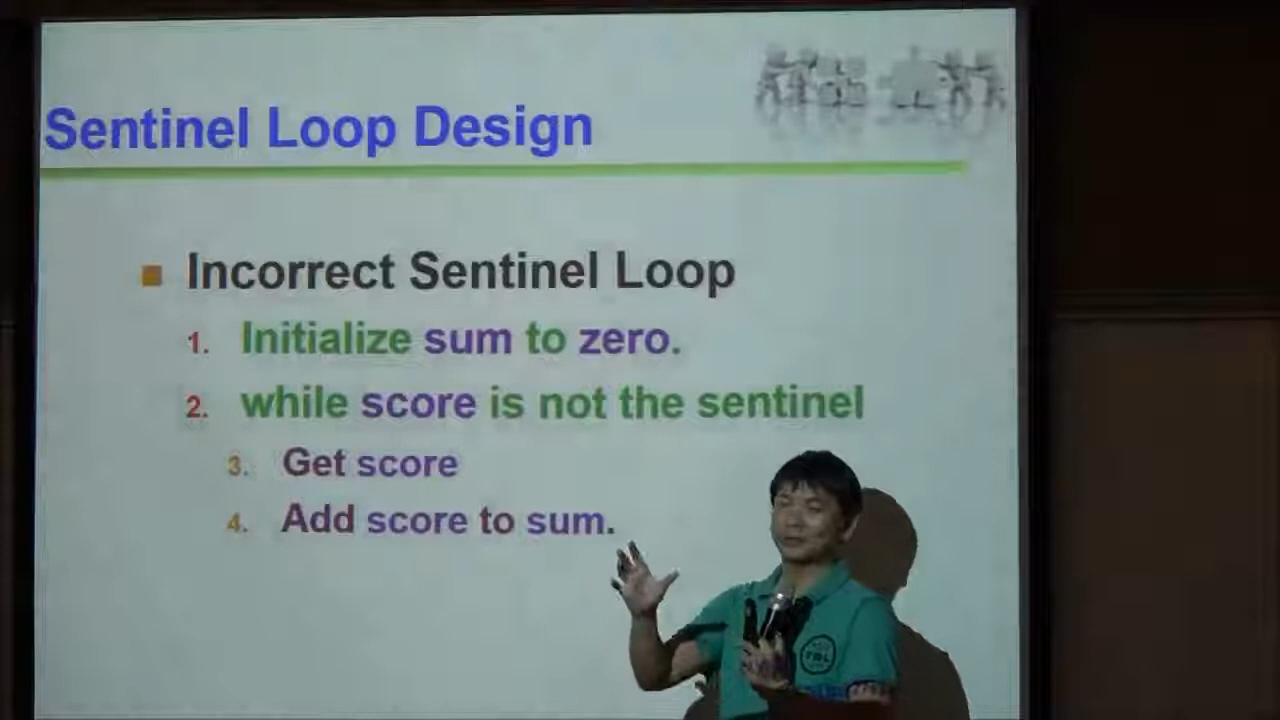 Sentinel Loop Design
Incorrect Sentinel Loop
1. Initialize sum to zero.
2. while score is not the sentinel
3. Get score
4. Add score to sum.